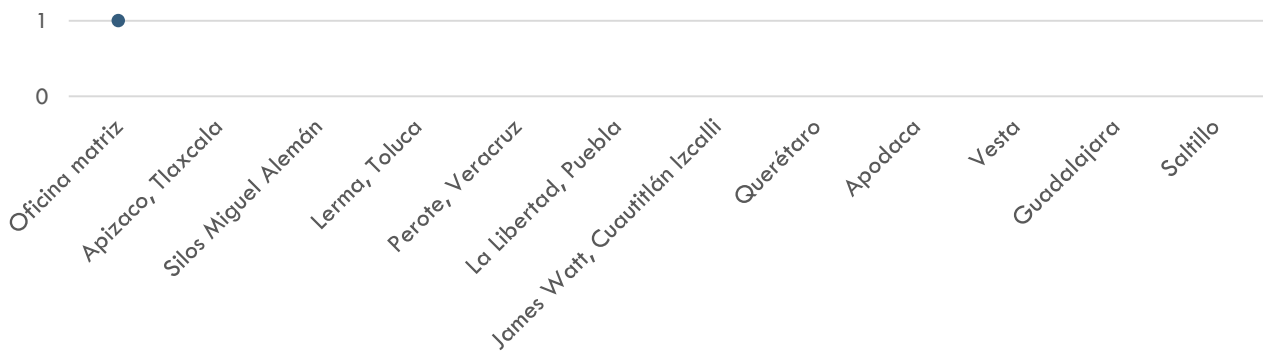 1
0
Oficina matriz
Apizaco, Tlaxcala
Silos Miguel Alemán
Lerma, Toluca
Perote, Veracruz
La Libertad, Puebla
James Watt, Cuautitlán Izcalli
Querétaro
Apodaca
Vesta
Guadalajara
Saltillo